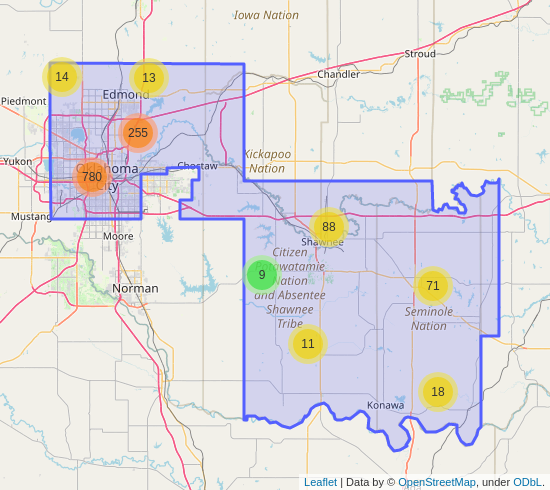 Iowa Nation
Stroud
Chandler
14
13
Edmond
Piedmont
255
Kickapoo
Nation
Yukon
Choctaw
Oklahoma
City
780
Mustang
Moore
88
Shawnee
Citizen
Potawatomie
Nation
and Absentee
Shawnee
Tribe
9
Norman
71
Seminole
Nation
11
18
Konawa
Leaflet | Data by © OpenStreetMap, under ODbL.